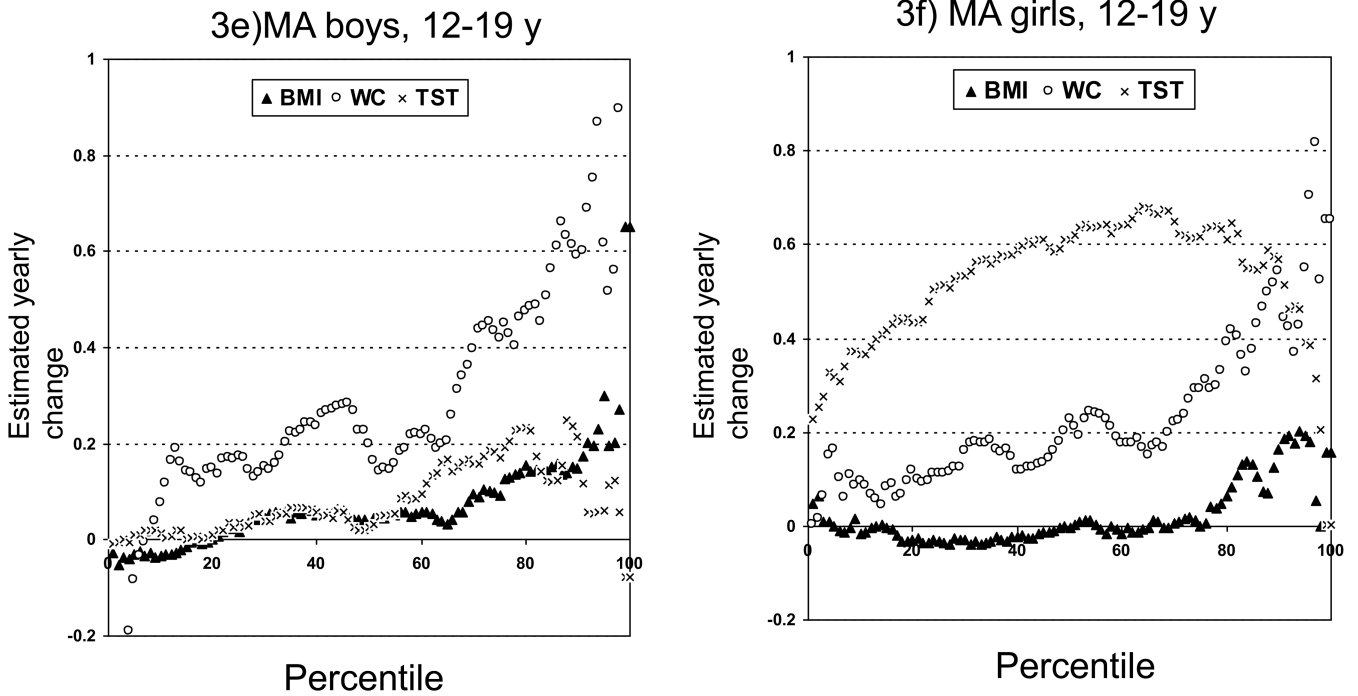 3e)MA boys, 12-19 y
1
▲ BMI ○ WC × TST
0.8
0.6
0.4
0.2
0
-0.2
0 20 40 60 80 100
Estimated yearly
change
Percentile
3f) MA girls, 12-19 y
1
▲ BMI ○ WC × TST
0.8
0.6
0.4
0.2
0
-0.2
0 20 40 60 80 100
Estimated yearly
change
Percentile